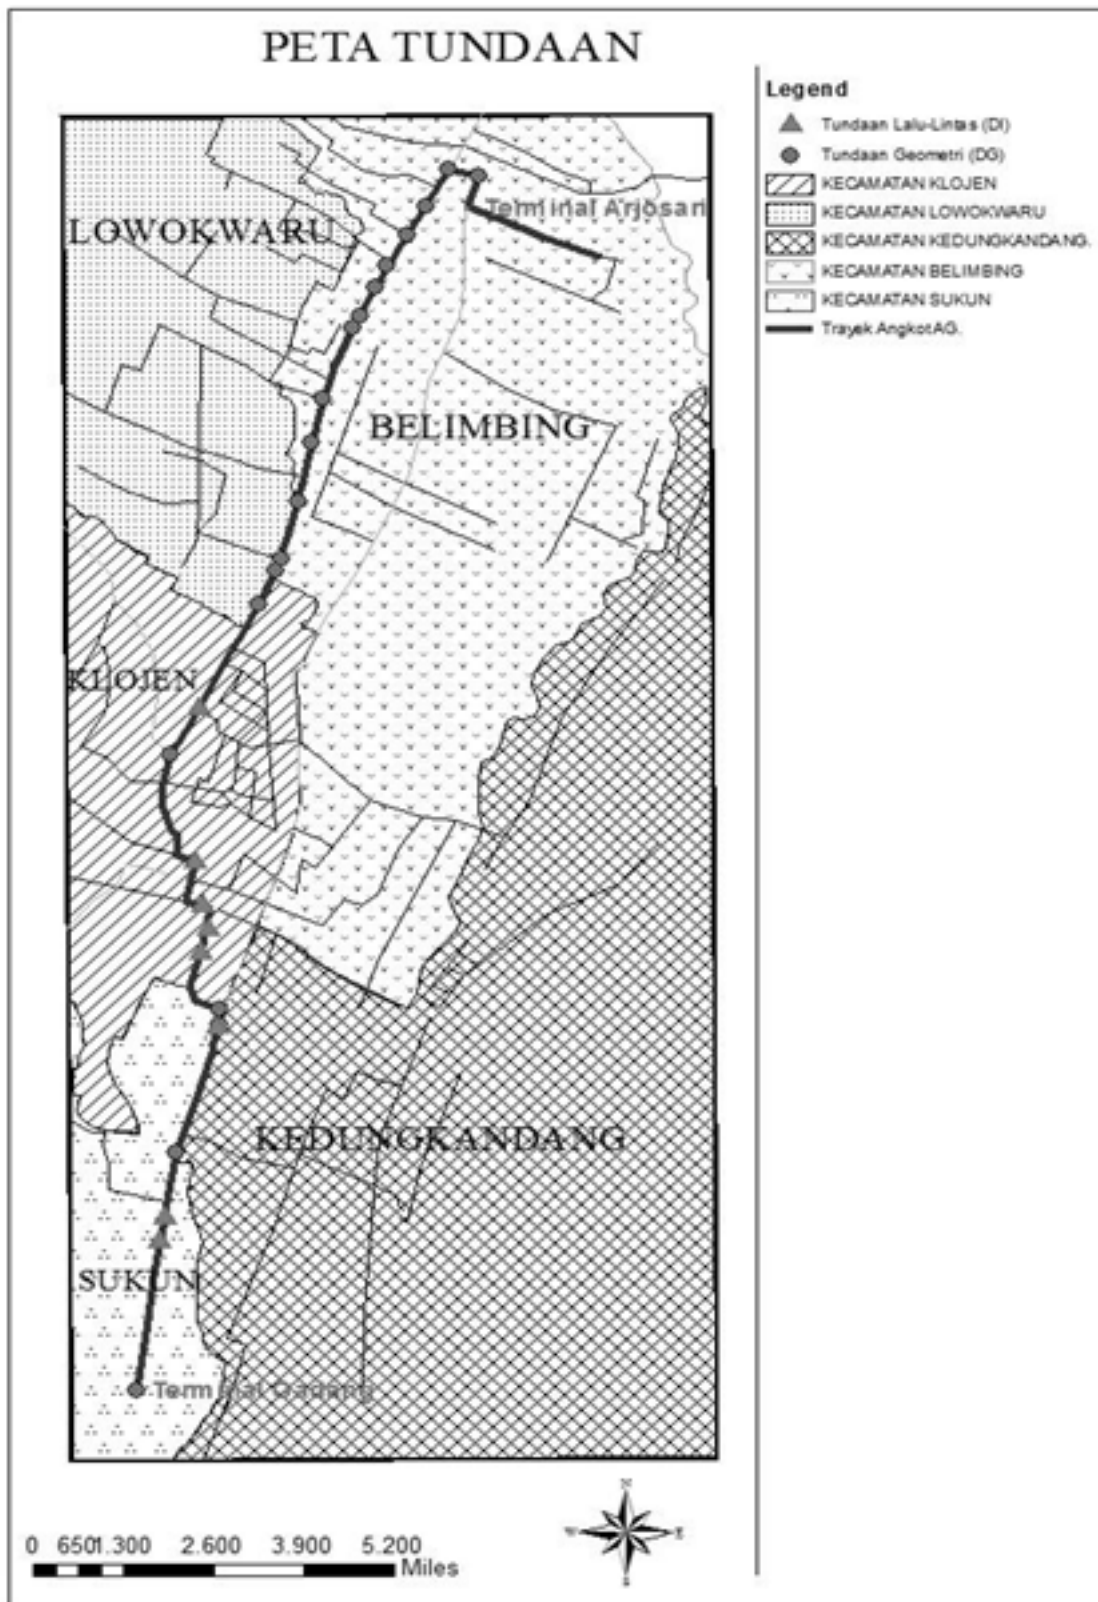 PETA TUNDAAN
Legend
Tundaan Lalu-Lintas (DI)
Tundaan Geometri (DG)
KECAMATAN KLOJEN
KECAMATAN LOWOKWARU
KECAMATAN KEDUNGKANDANG.
KECAMATAN BELIMBING
KECAMATAN SUKUN
Trayek Angkot AG.
Terminal Arjosari
LOWOKWARU
BELIMBING
KLOJEN
KEDUNGKANDANG
SUKUN
Terminal Gadang
N
W E
S
0 650 1.300 2.600 3.900 5.200
Miles